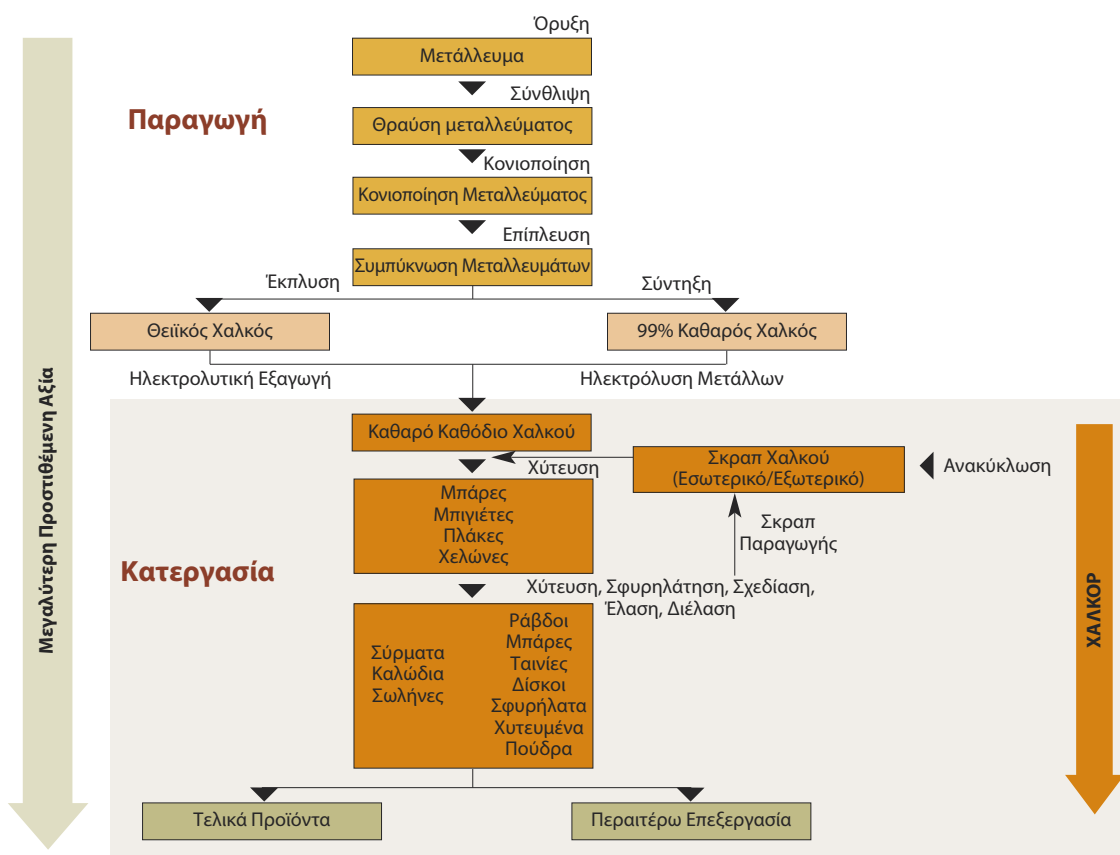 Όρυξη
Μετάλλευμα
Σύνθλιψη
Παραγωγή
Θραύση μεταλλεύματος
Κονιοποίηση
Κονιοποίηση Μεταλλεύματος
Επίπλευση
Συμπύκνωση Μεταλλευμάτων
Έκπλυση
Σύντηξη
Θειϊκός Χαλκός
99% Καθαρός Χαλκός
Ηλεκτρολυτική Εξαγωγή
Ηλεκτρόλυση Μετάλλων
Μεγαλύτερη Προστιθέμενη Αξία
Καθαρό Καθόδιο Χαλκού
Χύτευση
Σκραπ Χαλκού
(Εσωτερικό/Εξωτερικό)
Ανακύκλωση
Μπάρες
Μπιγιέτες
Πλάκες
Χελώνες
Σκραπ
Παραγωγής
Κατεργασία
Χύτευση, Σφυρηλάτηση, Σχεδίαση,
Έλαση, Διέλαση
ΧΑΛΚΟΡ
Σύρματα
Καλώδια
Σωλήνες
Ράβδοι
Μπάρες
Ταινίες
Δίσκοι
Σφυρήλατα
Χυτευμένα
Πούδρα
Τελικά Προϊόντα
Περαιτέρω Επεξεργασία